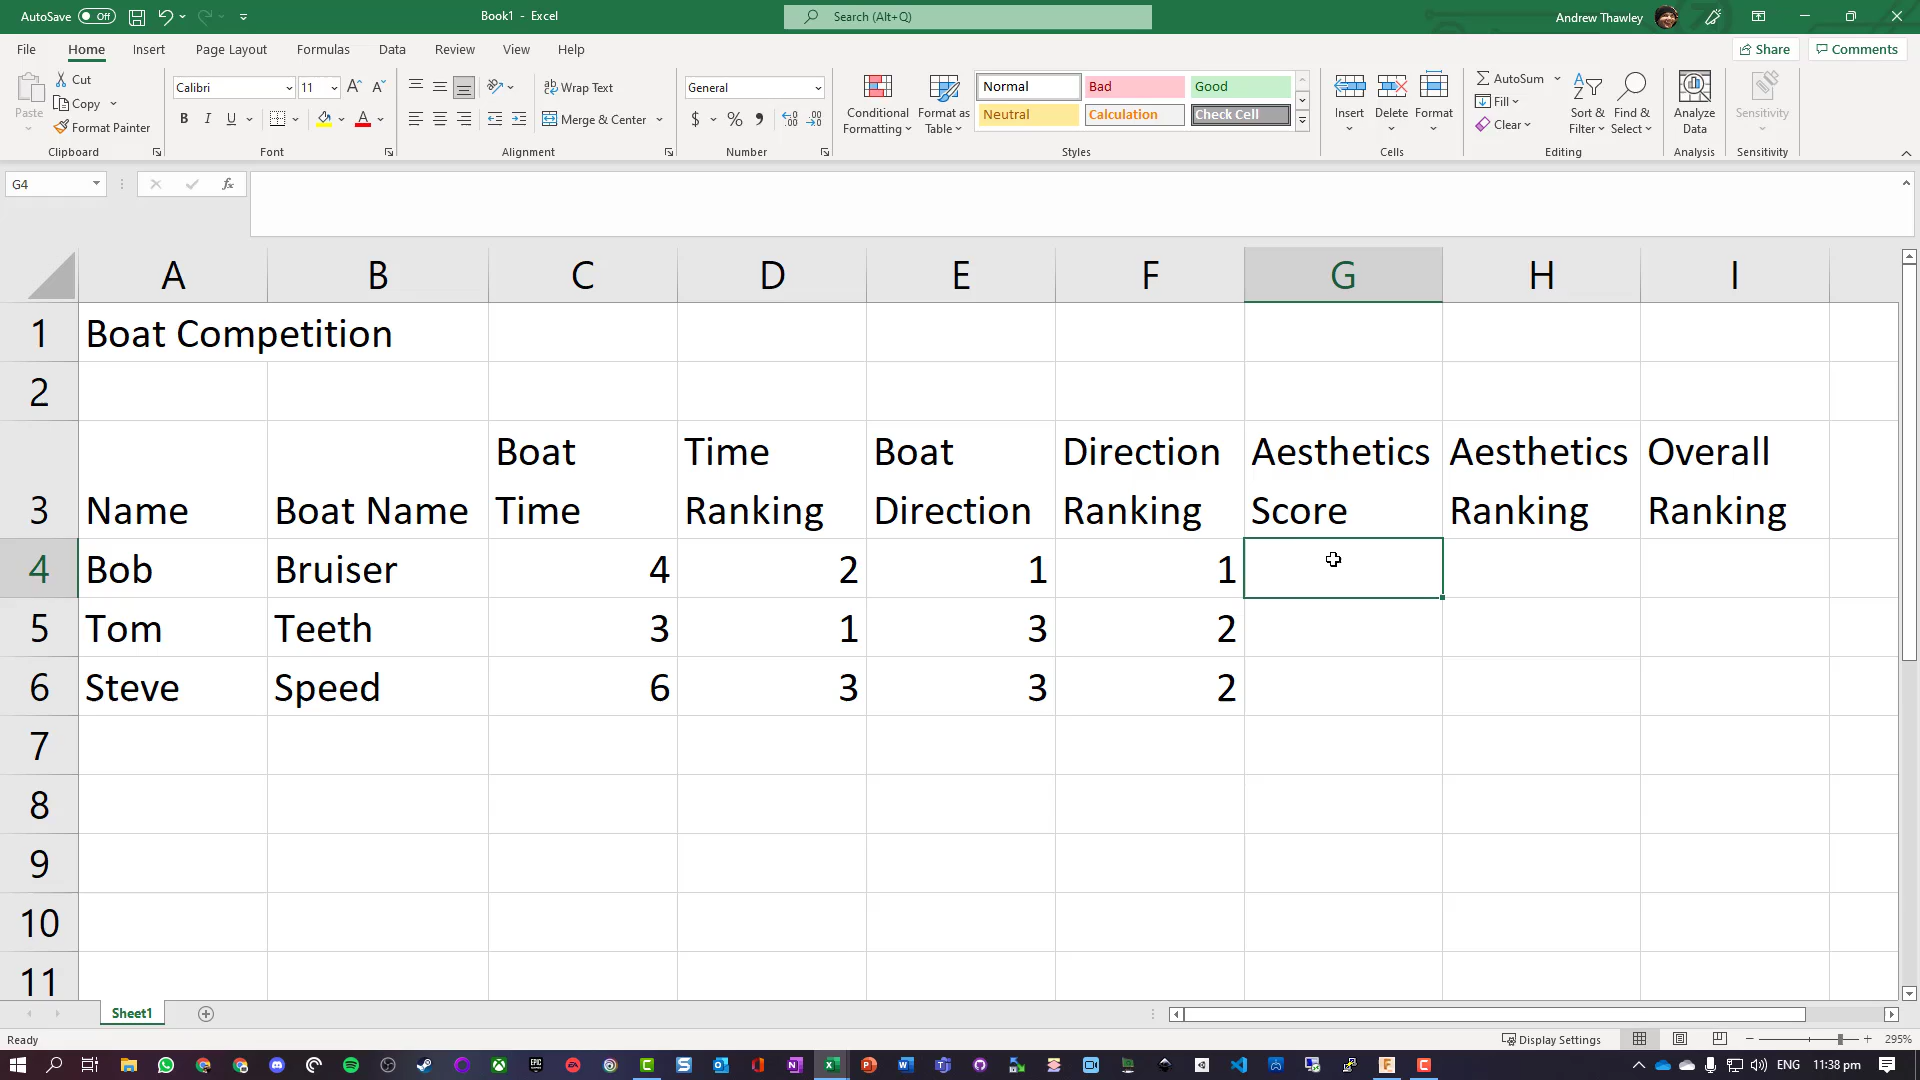 AutoSave Off
Book1 - Excel
Search (Alt+Q)
Andrew Thawley
File Home Insert Page Layout Formulas Data Review View Help
Share Comments
Paste
Cut
Copy
Format Painter
Clipboard
Calibri 11
B I U
Font
Wrap Text
Merge & Center
Alignment
General
$ % 9
Number
Conditional Formatting
Format as Table
Normal Bad Good
Neutral Calculation Check Cell
Styles
Insert Delete Format
Cells
AutoSum
Fill
Clear
Sort & Filter
Find & Select
Editing
Analyze Data
Analysis
Sensitivity
Sensitivity
G4
fx
A B C D E F G H I
1 Boat Competition
2
3 Name Boat Name Boat Time Time Ranking Boat Direction Direction Ranking Aesthetics Score Aesthetics Ranking Overall Ranking
4 Bob Bruiser 4 2 1 1
5 Tom Teeth 3 1 3 2
6 Steve Speed 6 3 3 2
7
8
9
10
11
Sheet1
Ready
Display Settings
295%
ENG 11:38 pm